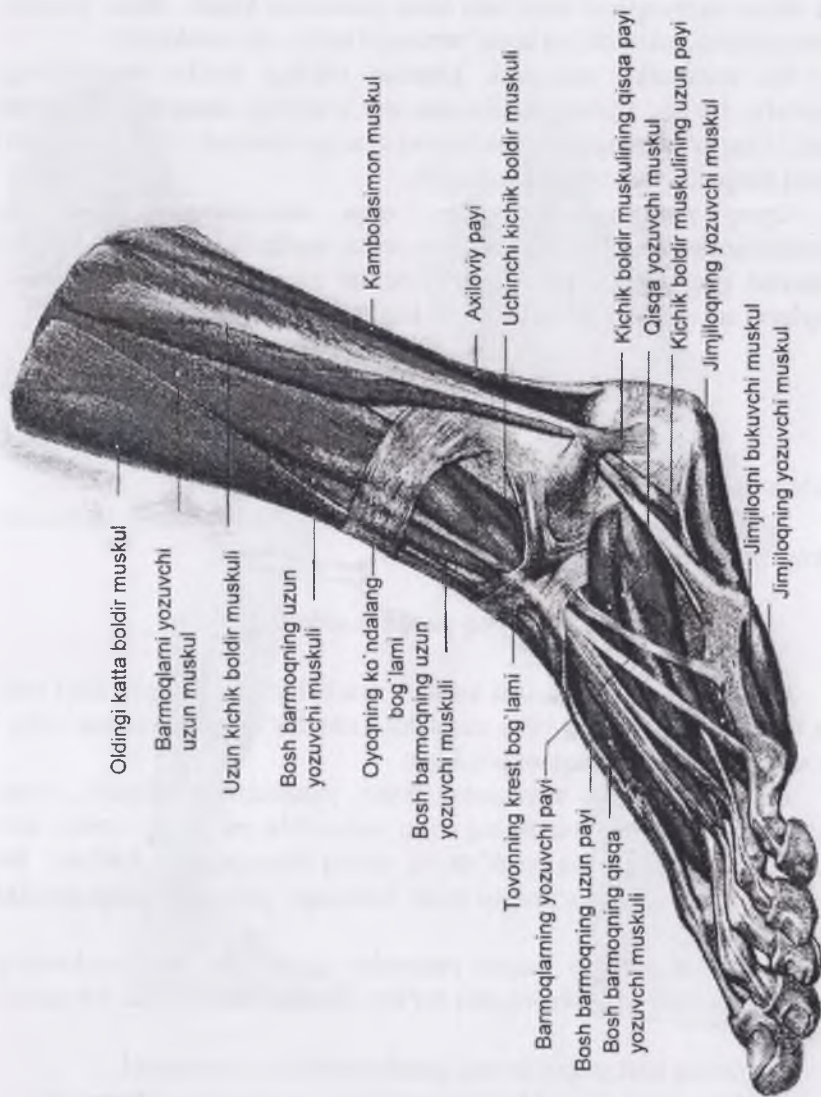 Oldingi katta boldir muskul
Barmoqlarni yozuvchi
uzun muskul
Uzun kichik boldir muskuli
Bosh barmoqning uzun
yozuvchi muskuli
Oyoqning ko`ndalang
bog`lami
Bosh barmoqning uzun
yozuvchi muskuli
Tovonning krest bog`lami
Barmoqlarning yozuvchi payi
Bosh barmoqning uzun payi
Bosh barmoqning qisqa
yozuvchi muskuli
Kambolasimon muskul
Axiloviy payi
Uchinchi kichik boldir muskuli
Kichik boldir muskulining qisqa payi
Qisqa yozuvchi muskul
Kichik boldir muskulining uzun payi
Jimjiloqning yozuvchi muskul
Jimjiloqni bukuvchi muskul
Jimjiloqning yozuvchi muskul